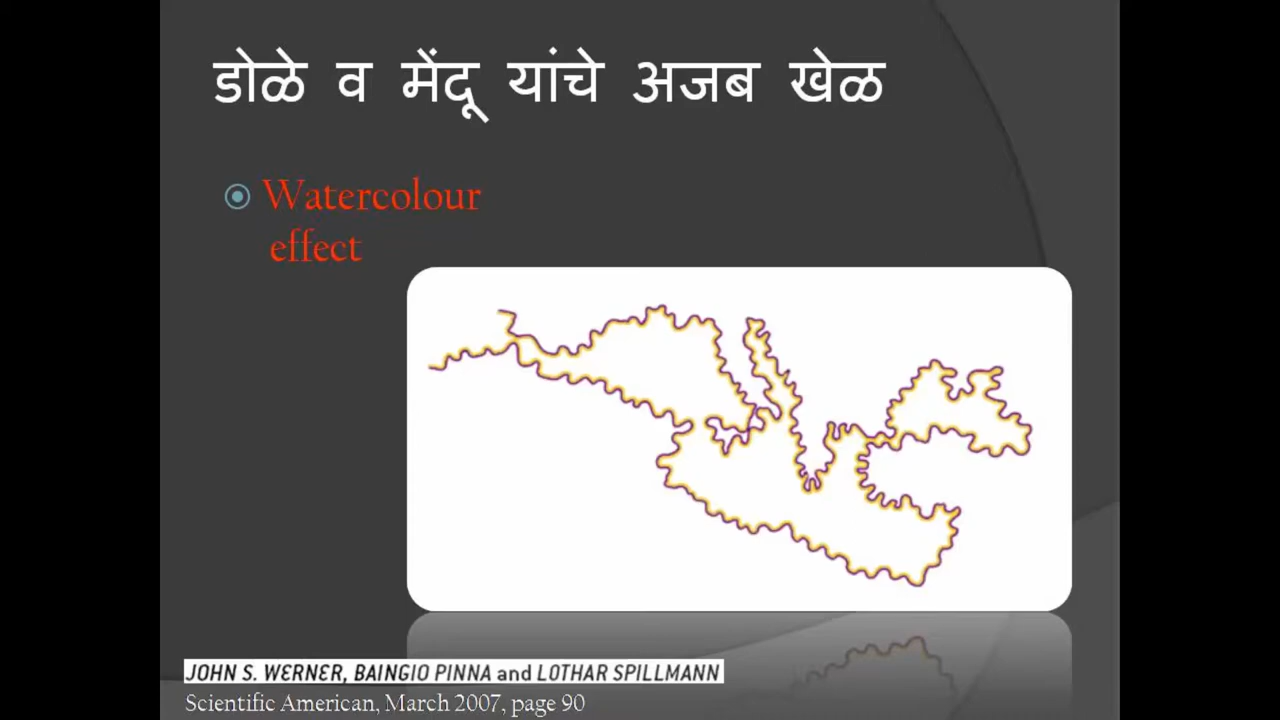 डोळे व मेंदू यांचे अजब खेळ
Watercolour
effect
JOHN S. WERNER, BAINGIO PINNA and LOTHAR SPILLMANN
Scientific American, March 2007, page 90